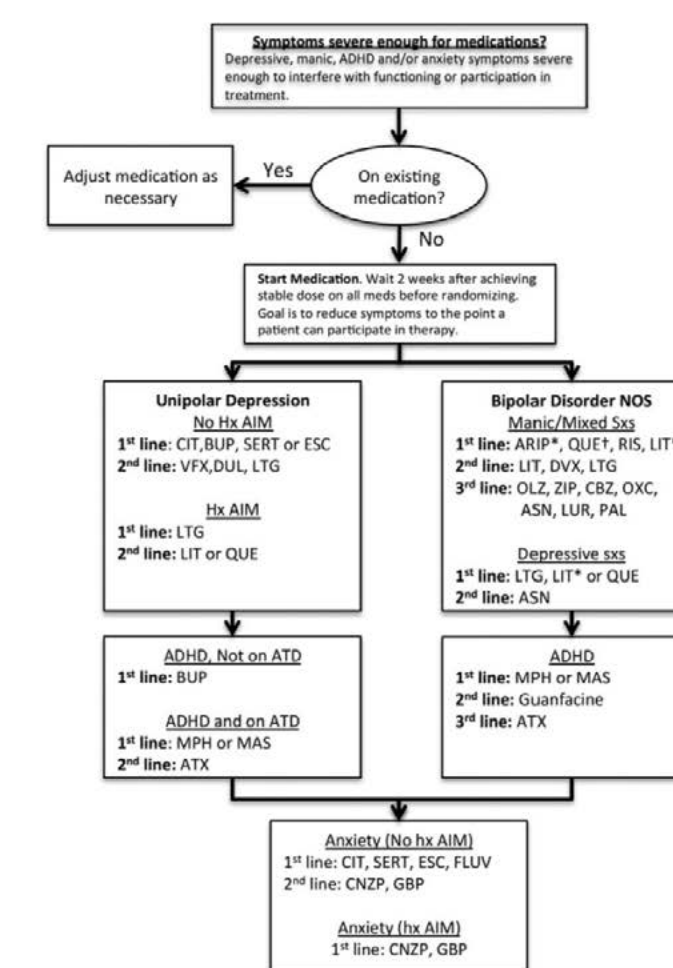 Symptoms severe enough for medications?
Depressive, manic, ADHD and/or anxiety symptoms severe
enough to interfere with functioning or participation in
treatment.
Adjust medication as
necessary
Yes
On existing
medication?
No
Start Medication. Wait 2 weeks after achieving
stable dose on all meds before randomizing.
Goal is to reduce symptoms to the point a
patient can participate in therapy.
Unipolar Depression
No Hx AIM
1st line: CIT,BUP, SERT or ESC
2nd line: VFX,DUL, LTG
Hx AIM
1st line: LTG
2nd line: LIT or QUE
Bipolar Disorder NOS
Manic/Mixed Sxs
1st line: ARIP*, QUE†, RIS, LIT*
2nd line: LIT, DVX, LTG
3rd line: OLZ, ZIP, CBZ, OXC,
ASN, LUR, PAL
Depressive sxs
1st line: LTG, LIT* or QUE
2nd line: ASN
ADHD, Not on ATD
1st line: BUP
ADHD and on ATD
1st line: MPH or MAS
2nd line: ATX
ADHD
1st line: MPH or MAS
2nd line: Guanfacine
3rd line: ATX
Anxiety (No hx AIM)
1st line: CIT, SERT, ESC, FLUV
2nd line: CNZP, GBP
Anxiety (hx AIM)
1st line: CNZP, GBP